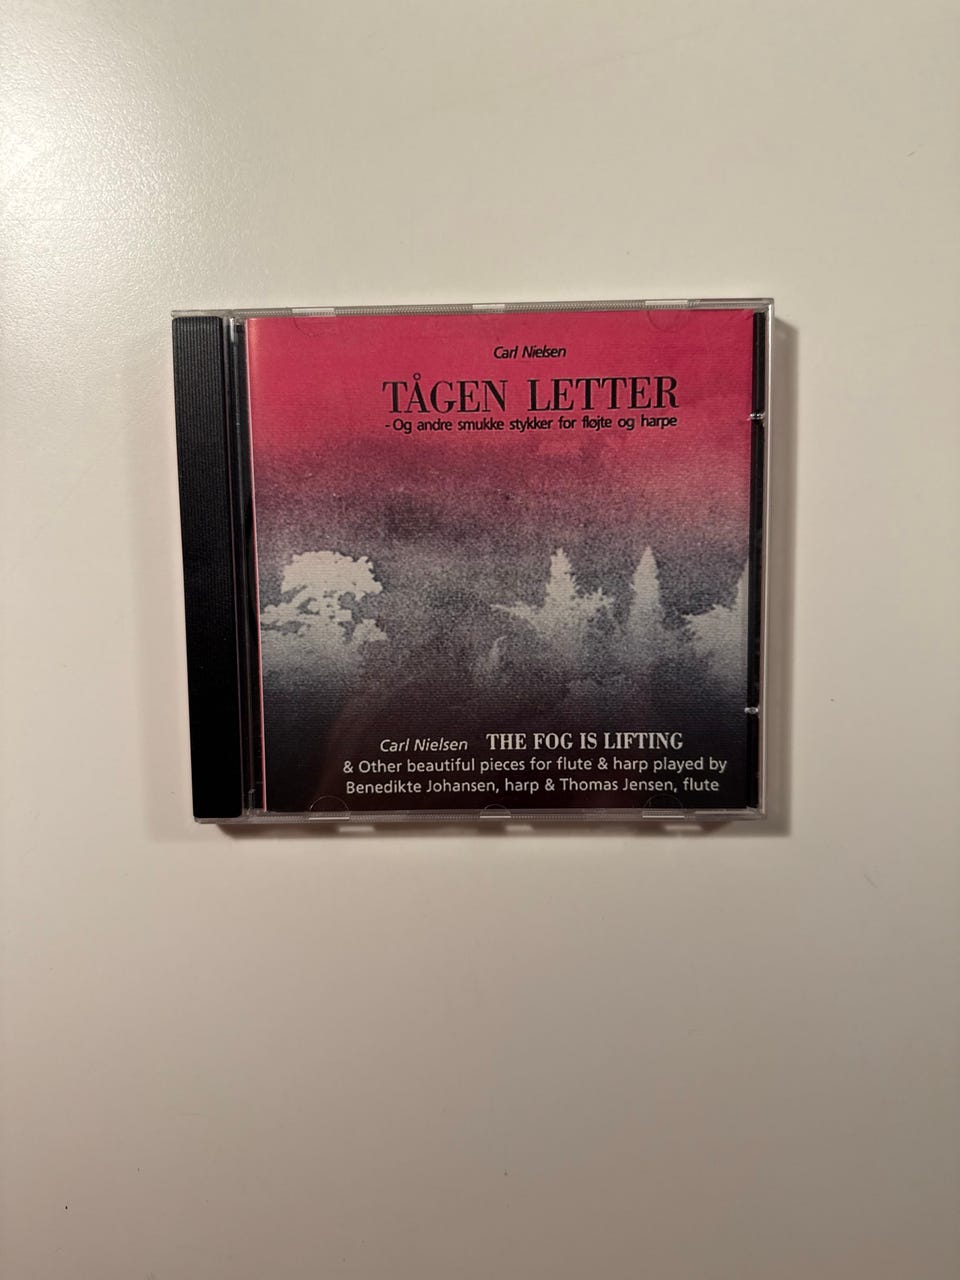 Carl Nielsen
TÅGEN LETTER
- Og andre smukke stykker for fløjte og harpe
Carl Nielsen THE FOG IS LIFTING
& Other beautiful pieces for flute & harp played by
Benedikte Johansen, harp & Thomas Jensen, flute